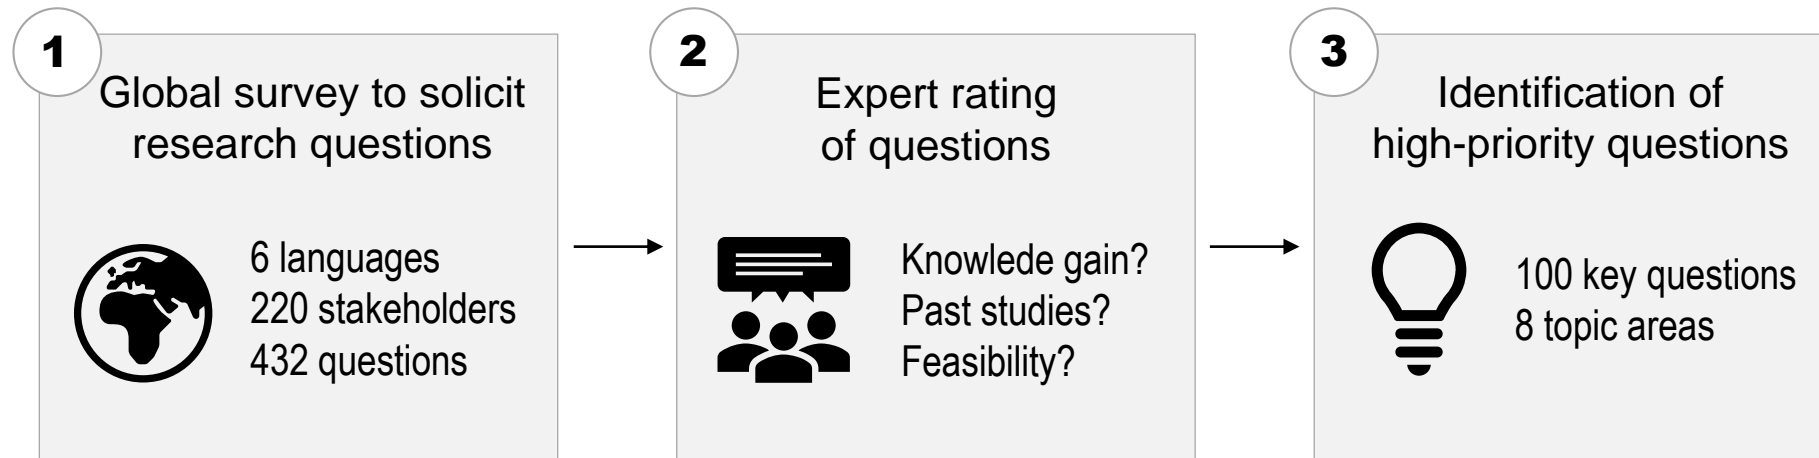 1
Global survey to solicit
research questions
6 languages
220 stakeholders
432 questions
2
Expert rating
of questions
Knowlede gain?
Past studies?
Feasibility?
3
Identification of
high-priority questions
100 key questions
8 topic areas